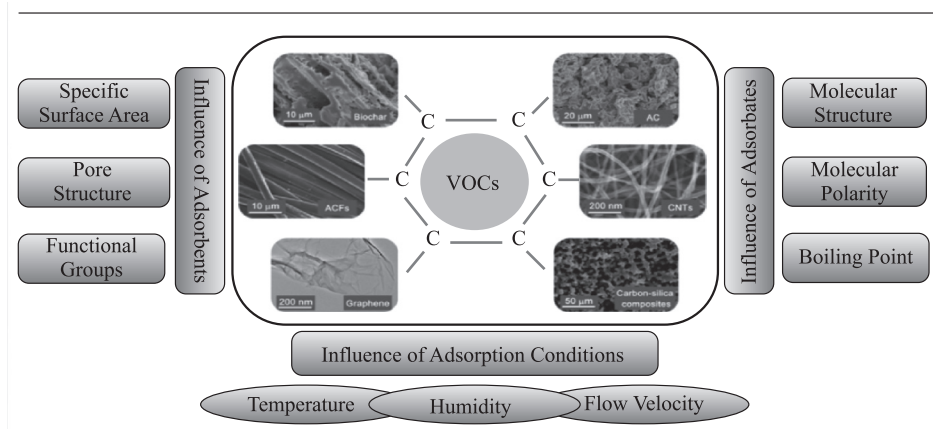 Specific
Surface Area
Pore
Structure
Functional
Groups
Influence of Adsorbents
10 μm
Biochar
20 μm
AC
C
C
10 μm
ACFs
C
VOCs
C
200 nm
CNTs
C
C
200 nm
Graphene
50 μm
Carbon-silica
composites
Influence of Adsorbates
Molecular
Structure
Molecular
Polarity
Boiling Point
Influence of Adsorption Conditions
Temperature
Humidity
Flow Velocity